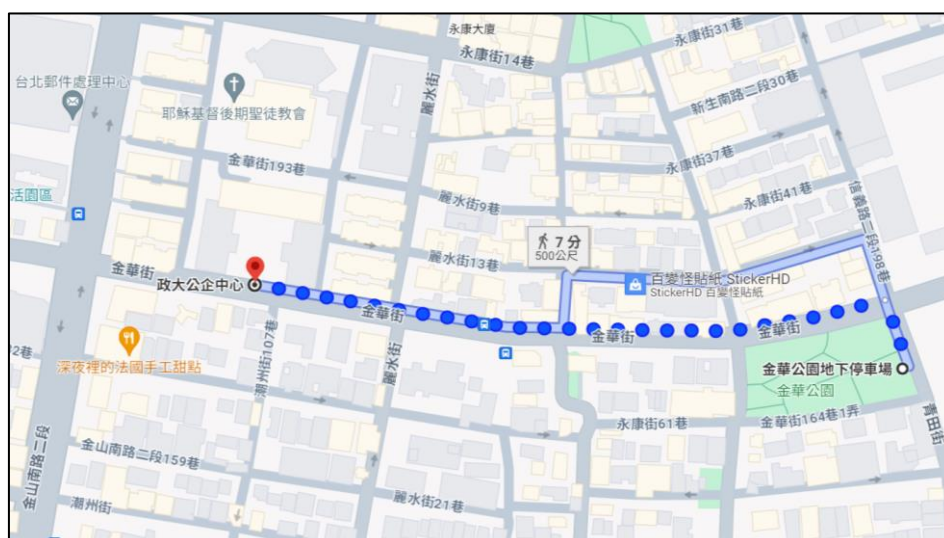 永康大廈
永康街14巷
永康街31巷
台北郵件處理中心
耶穌基督後期聖徒教會
麗水街
新生南路二段30巷
金華街193巷
永康街37巷
活園區
麗水街9巷
永康街41巷
信義路二段198巷
7 分
500公尺
麗水街13巷
金華街
政大公企中心
百變怪貼紙 StickerHD
StickerHD 百變怪貼紙
金華街
金華街
金華街
深夜裡的法國手工甜點
32巷
潮州街107巷
麗水街
金華公園地下停車場
金華公園
金華街164巷1弄
青田街
永康街61巷
金山南路二段
金山南路二段159巷
麗水街21巷
潮州街